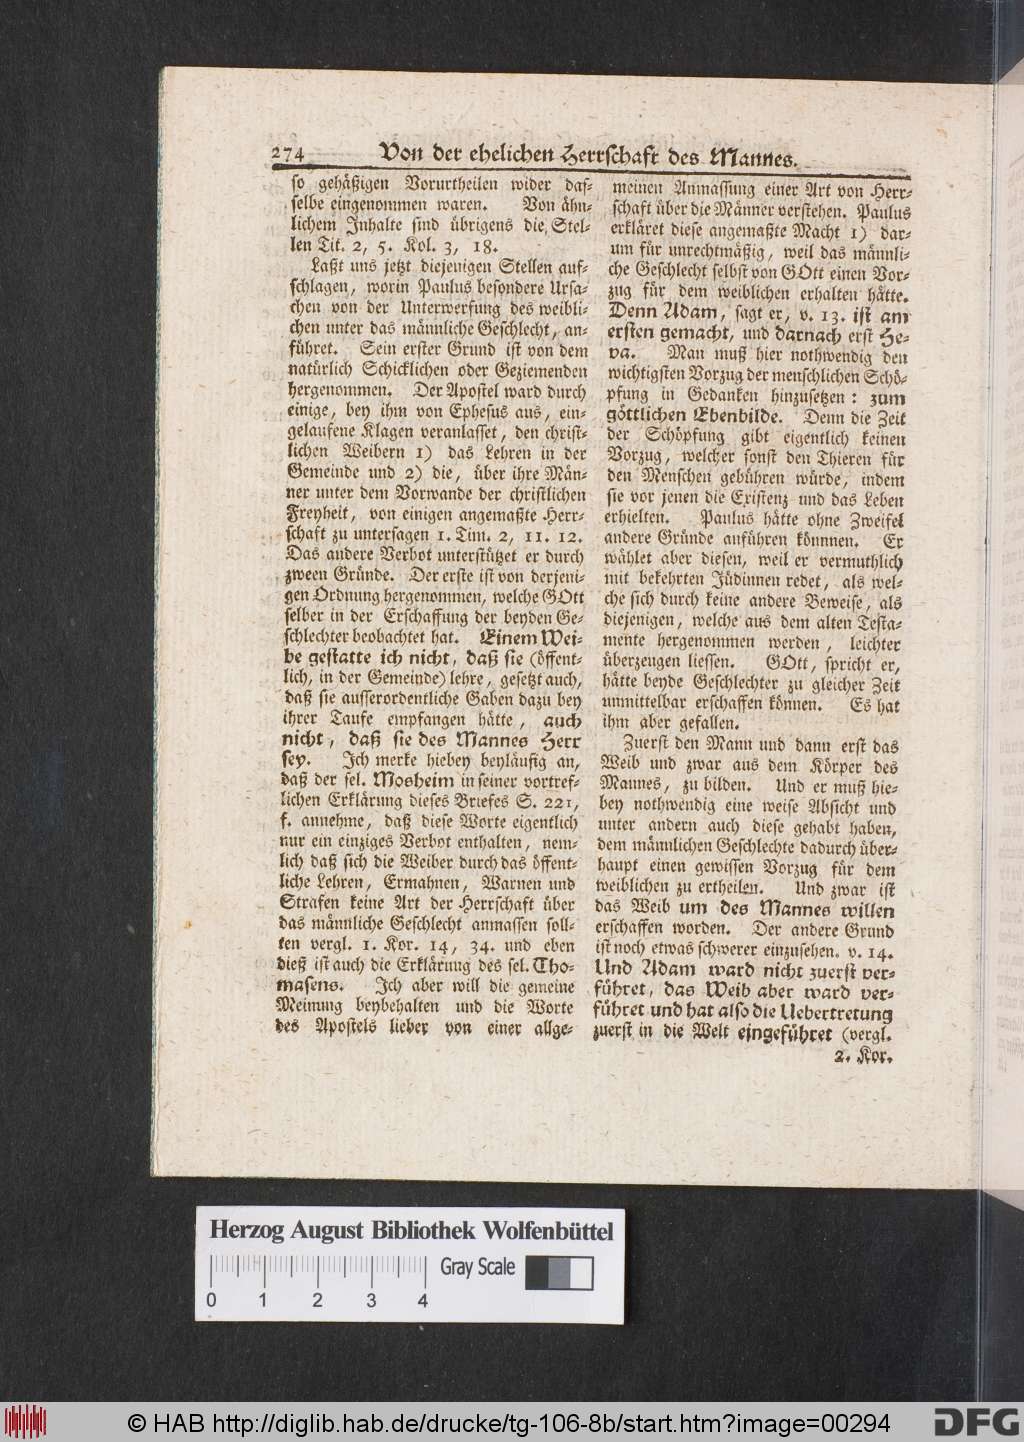 274 Von der ehelichen Herrschaft des Mannes.
so gehäßigen Vorurtheilen wider das-
selbe eingenommen waren. Von ähn-
lichem Inhalte sind übrigens die Stel-
len Tit. 2, 5. Kol. 3, 18.
Laßt uns jetzt diejenigen Stellen auf-
schlagen, worin Paulus besondere Ursa-
chen von der Unterwerfung des weibli-
chen unter das männliche Geschlecht, an-
führet. Sein erster Grund ist von dem
natürlich Schicklichen oder Geziemenden
hergenommen. Der Apostel ward durch
einige, bey ihm von Ephesus aus, ein-
gelaufene Klagen veranlasset, den christ-
lichen Weibern 1) das Lehren in der
Gemeinde und 2) die, über ihre Män-
ner unter dem Vorwande der christlichen
Freyheit, von einigen angemaßte Herr-
schaft zu untersagen 1. Tim. 2, 11. 12.
Das andere Verbot unterstützet er durch
zween Gründe. Der erste ist von derjeni-
gen Ordnung hergenommen, welche GOtt
selber in der Erschaffung der beyden Ge-
schlechter beobachtet hat. Einem Wei-
be gestatte ich nicht, daß sie (öffent-
lich, in der Gemeinde) lehre, gesetzt auch,
daß sie ausserordentliche Gaben dazu bey
ihrer Taufe empfangen hätte, auch
nicht, daß sie des Mannes Herr
sey. Ich merke hiebey beyläufig an,
daß der sel. Mosheim in seiner vortref-
lichen Erklärung dieses Briefes S. 221,
f. annehme, daß diese Worte eigentlich
nur ein einziges Verbot enthalten, nem-
lich daß sich die Weiber durch das öffent-
liche Lehren, Ermahnen, Warnen und
Strafen keine Art der Herrschaft über
das männliche Geschlecht anmassen soll-
ten vergl. 1. Kor. 14, 34. und eben
dieß ist auch die Erklärung des sel. Tho-
masens. Ich aber will die gemeine
Meinung beybehalten und die Worte
des Apostels lieber von einer allge-
meinen Anmassung einer Art von Herr-
schaft über die Männer verstehen. Paulus
erkläret diese angemaßte Macht 1) dar-
um für unrechtmäßig, weil das männli-
che Geschlecht selbst von GOtt einen Vor-
zug für dem weiblichen erhalten hätte.
Denn Adam, sagt er, v. 13. ist am
ersten gemacht, und darnach erst He-
va. Man muß hier nothwendig den
wichtigsten Vorzug der menschlichen Schö-
pfung in Gedanken hinzusetzen: zum
göttlichen Ebenbilde. Denn die Zeit
der Schöpfung gibt eigentlich keinen
Vorzug, welcher sonst den Thieren für
den Menschen gebühren würde, indem
sie vor jenen die Existenz und das Leben
erhielten. Paulus hätte ohne Zweifel
andere Gründe anführen könnnen. Er
wählet aber diesen, weil er vermuthlich
mit bekehrten Jüdinnen redet, als wel-
che sich durch keine andere Beweise, als
diejenigen, welche aus dem alten Testa-
mente hergenommen werden, leichter
überzeugen liessen. GOtt, spricht er,
hätte beyde Geschlechter zu gleicher Zeit
unmittelbar erschaffen können. Es hat
ihm aber gefallen.
Zuerst den Mann und dann erst das
Weib und zwar aus dem Körper des
Mannes, zu bilden. Und er muß hie-
bey nothwendig eine weise Absicht und
unter andern auch diese gehabt haben,
dem männlichen Geschlechte dadurch über-
haupt einen gewissen Vorzug für dem
weiblichen zu ertheilen. Und zwar ist
das Weib um des Mannes willen
erschaffen worden. Der andere Grund
ist noch etwas schwerer einzusehen. v. 14.
Und Adam ward nicht zuerst ver-
führet, das Weib aber ward ver-
führet und hat also die Uebertretung
zuerst in die Welt eingeführet (vergl.
2. Kor.
Herzog August Bibliothek Wolfenbüttel
Gray Scale
0 1 2 3 4
© HAB http://diglib.hab.de/drucke/tg-106-8b/start.htm?image=00294
DFG